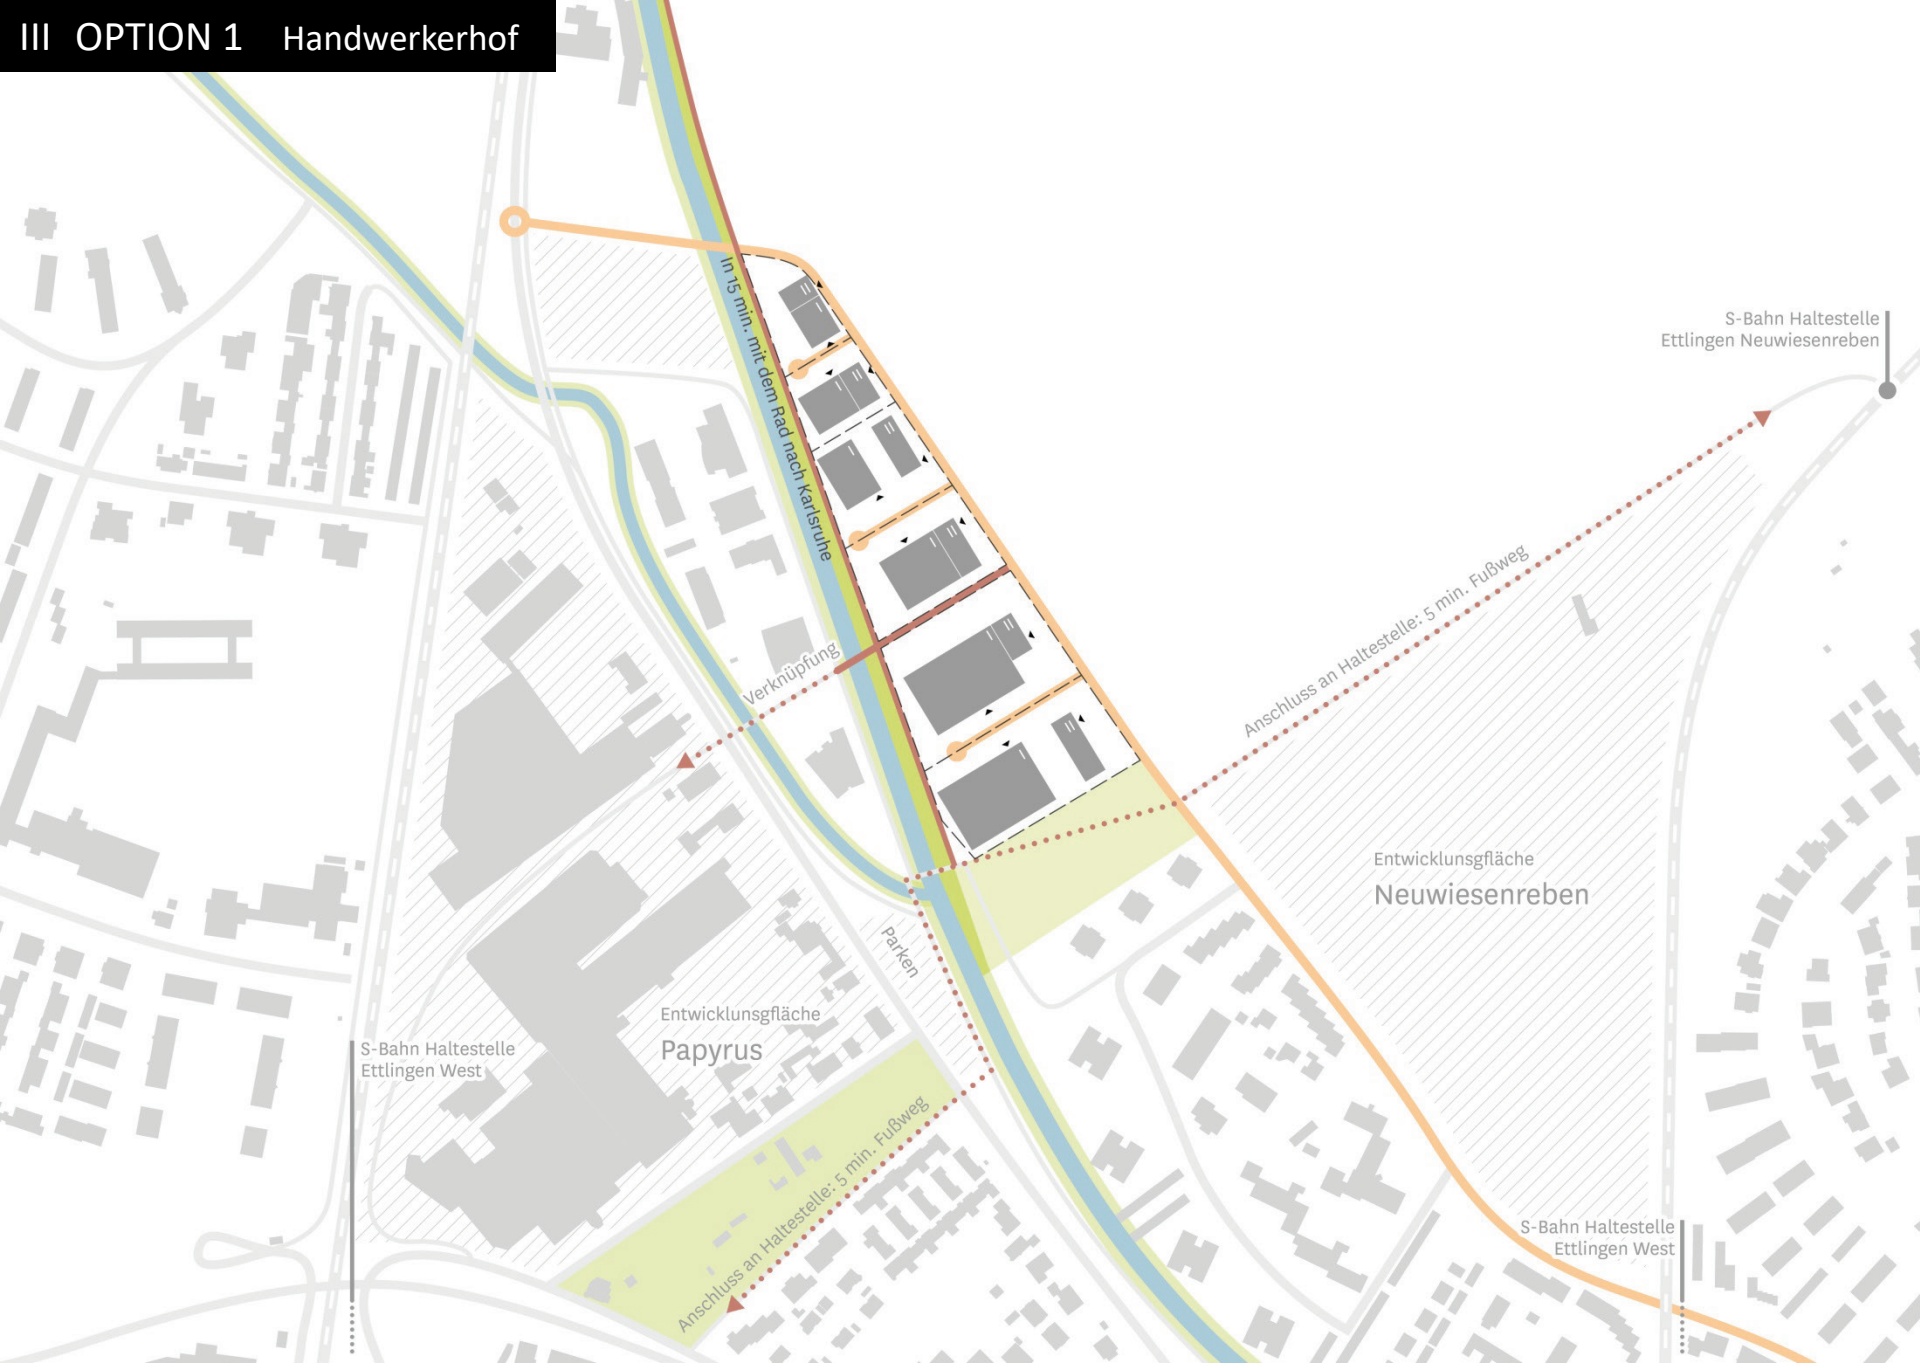 III OPTION 1 Handwerkerhof
In 15 min. mit dem Rad nach Karlsruhe
S-Bahn Haltestelle
Ettlingen Neuwiesenreben
Anschluss an Haltestelle: 5 min. Fußweg
Verknüpfung
Entwicklunsgfläche
Neuwiesenreben
Parken
Entwicklunsgfläche
Papyrus
S-Bahn Haltestelle
Ettlingen West
Anschluss an Haltestelle: 5 min. Fußweg
S-Bahn Haltestelle
Ettlingen West